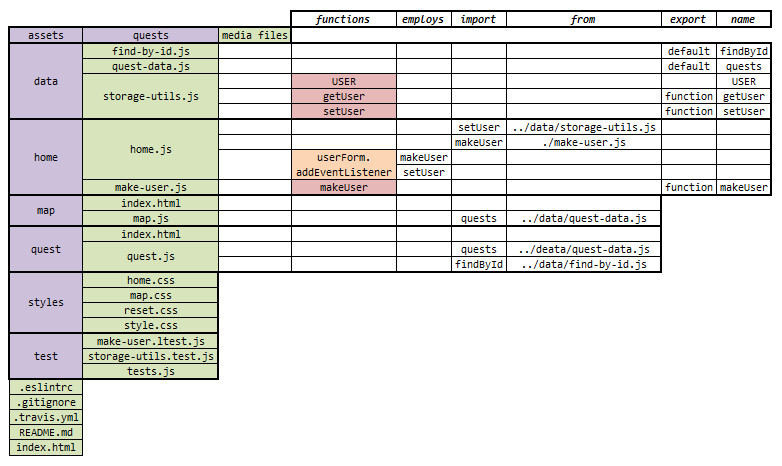 functions employs import from export name
assets quests media files
find-by-id.js default findById
quest-data.js default quests
data
USER USER
storage-utils.js getUser function getUser
setUser function setUser
setUser ../data/storage-utils.js
home.js makeUser ./make-user.js
home userForm. makeUser
addEventListener setUser
make-user.js makeUser function makeUser
index.html
map
map.js quests ../data/quest-data.js
index.html
quest quest.js quests ../deata/quest-data.js
findById ../data/find-by-id.js
home.css
map.css
styles
reset.css
style.css
make-user.ltest.js
test storage-utils.test.js
tests.js
.eslintrc
.gitignore
.travis.yml
README.md
index.html